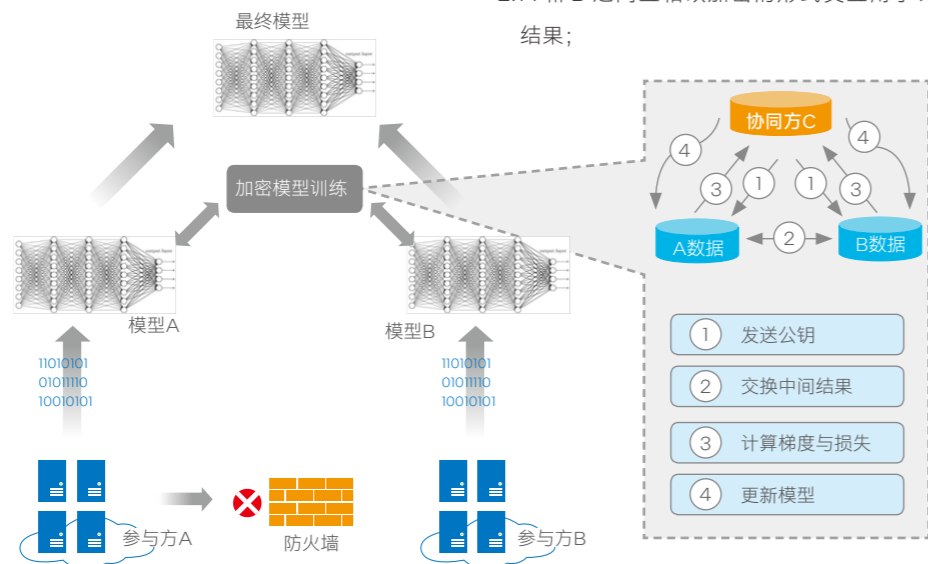 最终模型
结果；
协同方C
4
4
加密模型训练
3
1
1
3
A数据
2
B数据
模型A
模型B
1 发送公钥
11010101
01011110
10010101
11010101
01011110
10010101
2 交换中间结果
3 计算梯度与损失
4 更新模型
参与方A
防火墙
参与方B